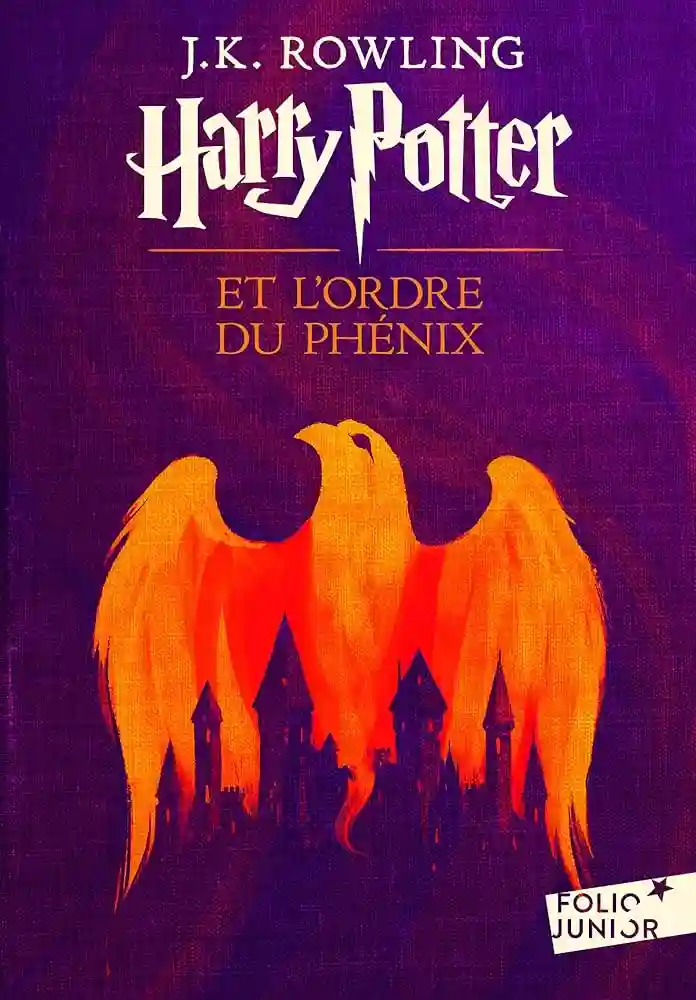 J.K. ROWLING
Harry Potter
ET L'ORDRE
DU PHÉNIX
FOLIO
JUNIOR